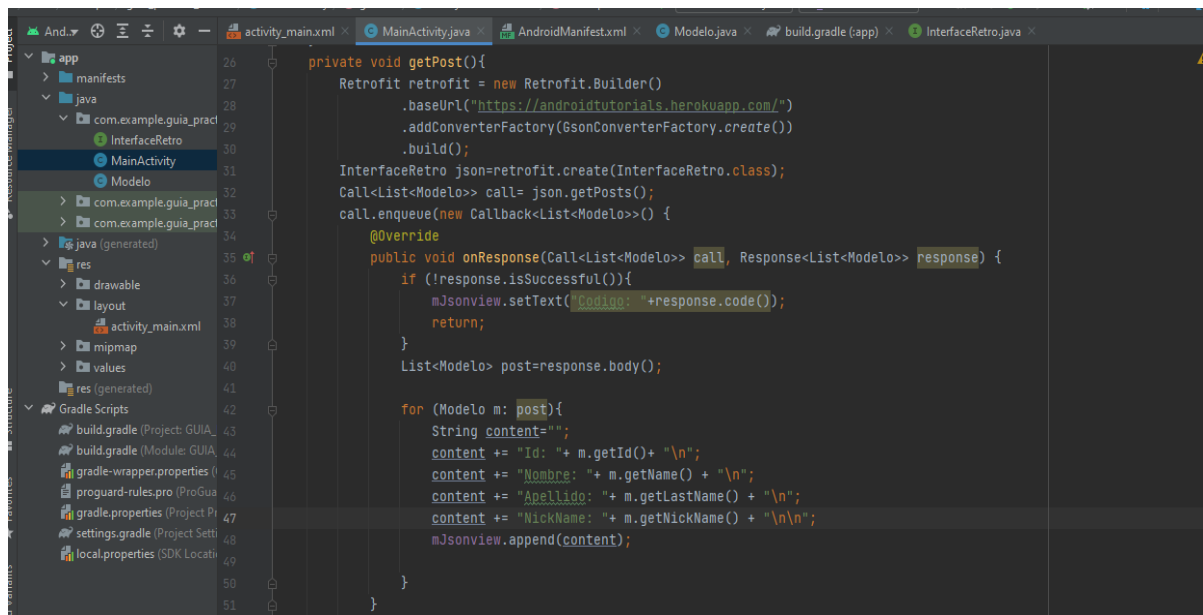 And..
activity_main.xml
MainActivity.java
AndroidManifest.xml
Modelo.java
build.gradle (:app)
InterfaceRetro.java
Project
Resource Manager
Structure
Favorites
Variants
app
manifests
java
com.example.guia_pract
InterfaceRetro
MainActivity
Modelo
com.example.guia_pract
com.example.guia_pract
java (generated)
res
drawable
layout
activity_main.xml
mipmap
values
res (generated)
Gradle Scripts
build.gradle (Project: GUIA_
build.gradle (Module: GUIA_
gradle-wrapper.properties (
proguard-rules.pro (ProGua
gradle.properties (Project Pr
settings.gradle (Project Setti
local.properties (SDK Locati
26 private void getPost(){
27 Retrofit retrofit = new Retrofit.Builder()
28 .baseUrl("https://androidtutorials.herokuapp.com/")
29 .addConverterFactory(GsonConverterFactory.create())
30 .build();
31 InterfaceRetro json=retrofit.create(InterfaceRetro.class);
32 Call<List<Modelo>> call= json.getPosts();
33 call.enqueue(new Callback<List<Modelo>>() {
34 @Override
35 public void onResponse(Call<List<Modelo>> call, Response<List<Modelo>> response) {
36 if (!response.isSuccessful()){
37 mJsonview.setText("Codigo: "+response.code());
38 return;
39 }
40 List<Modelo> post=response.body();
41
42 for (Modelo m: post){
43 String content="";
44 content += "Id: "+ m.getId()+ "\n";
45 content += "Nombre: "+ m.getName() + "\n";
46 content += "Apellido: "+ m.getLastName() + "\n";
47 content += "NickName: "+ m.getNickName() + "\n\n";
48 mJsonview.append(content);
49
50 }
51 }